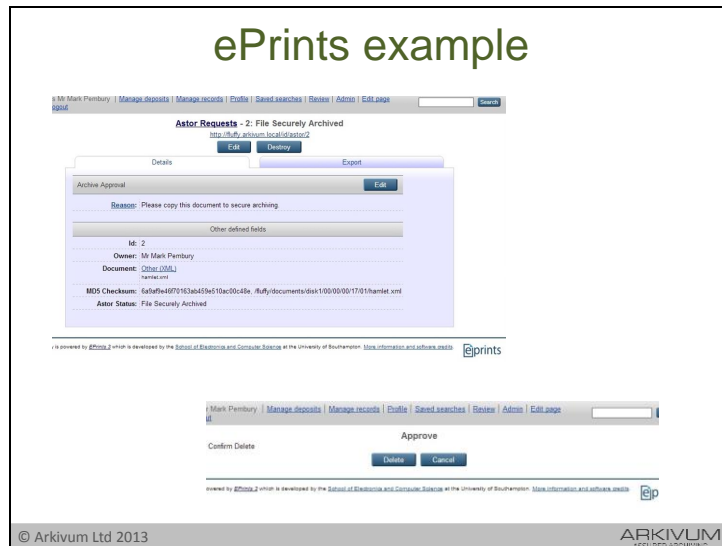 ePrints example
s Mr Mark Pembury | Manage deposits | Manage records | Profile | Saved searches | Review | Admin | Edit page
ogout
Search
Astor Requests - 2: File Securely Archived
http://fluffy.arkivum.local/id/astor/2
Edit Destroy
Details Export
Archive Approval Edit
Reason: Please copy this document to secure archiving.
Other defined fields
Id: 2
Owner: Mr Mark Pembury
Document: Other (XML)
hamlet.xml
MD5 Checksum: 6a9af9e46f70163ab459e510ac00c48e, /fluffy/documents/disk1/00/00/00/17/01/hamlet.xml
Astor Status: File Securely Archived
y is powered by EPrints 3 which is developed by the School of Electronics and Computer Science at the University of Southampton. More information and software credits.
eprints
Mark Pembury | Manage deposits | Manage records | Profile | Saved searches | Review | Admin | Edit page
ut
Approve
Confirm Delete
Delete Cancel
owered by EPrints 3 which is developed by the School of Electronics and Computer Science at the University of Southampton. More information and software credits.
ep
© Arkivum Ltd 2013
ARKIVUM
ASSURED ARCHIVING